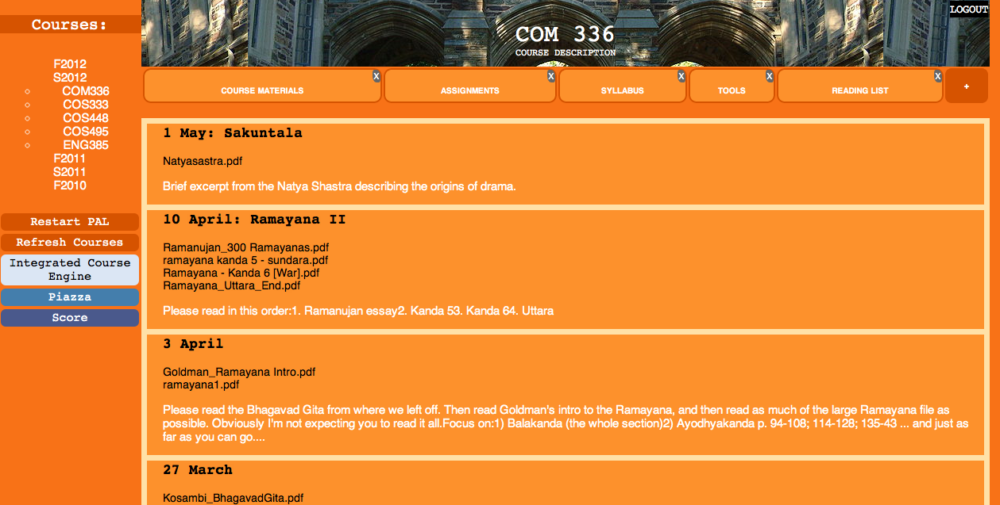 Courses:
F2012
S2012
COM336
COS333
COS448
COS495
ENG385
F2011
S2011
F2010
Restart PAL
Refresh Courses
Integrated Course
Engine
Piazza
Score
LOGOUT
COM 336
COURSE DESCRIPTION
X X X X X
COURSE MATERIALS ASSIGNMENTS SYLLABUS TOOLS READING LIST +
1 May: Sakuntala
Natyasastra.pdf
Brief excerpt from the Natya Shastra describing the origins of drama.
10 April: Ramayana II
Ramanujan_300 Ramayanas.pdf
ramayana kanda 5 - sundara.pdf
Ramayana - Kanda 6 [War].pdf
Ramayana_Uttara_End.pdf
Please read in this order:1. Ramanujan essay2. Kanda 53. Kanda 64. Uttara
3 April
Goldman_Ramayana Intro.pdf
ramayana1.pdf
Please read the Bhagavad Gita from where we left off. Then read Goldman's intro to the Ramayana, and then read as much of the large Ramayana file as
possible. Obviously I'm not expecting you to read it all.Focus on:1) Balakanda (the whole section)2) Ayodhyakanda p. 94-108; 114-128; 135-43 ... and just as
far as you can go....
27 March
Kosambi_BhagavadGita.pdf